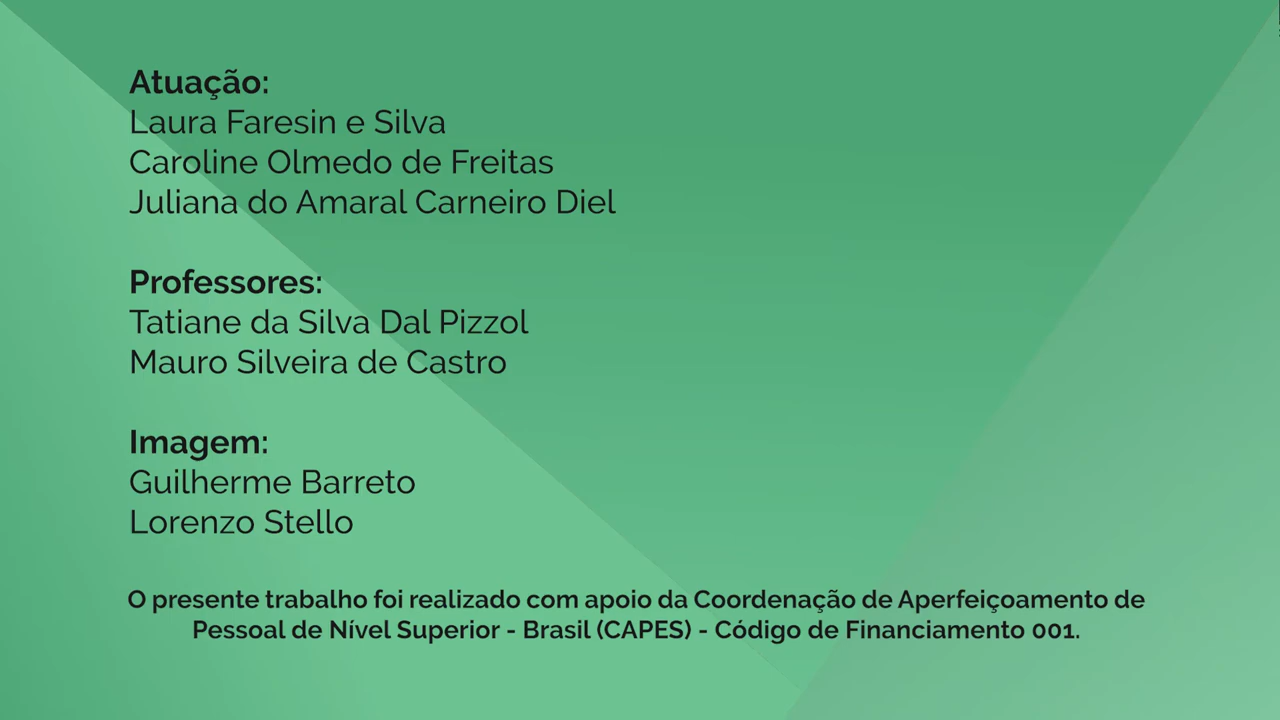 Atuação:
Laura Faresin e Silva
Caroline Olmedo de Freitas
Juliana do Amaral Carneiro Diel
Professores:
Tatiane da Silva Dal Pizzol
Mauro Silveira de Castro
Imagem:
Guilherme Barreto
Lorenzo Stello
O presente trabalho foi realizado com apoio da Coordenação de Aperfeiçoamento de
Pessoal de Nível Superior - Brasil (CAPES) - Código de Financiamento 001.